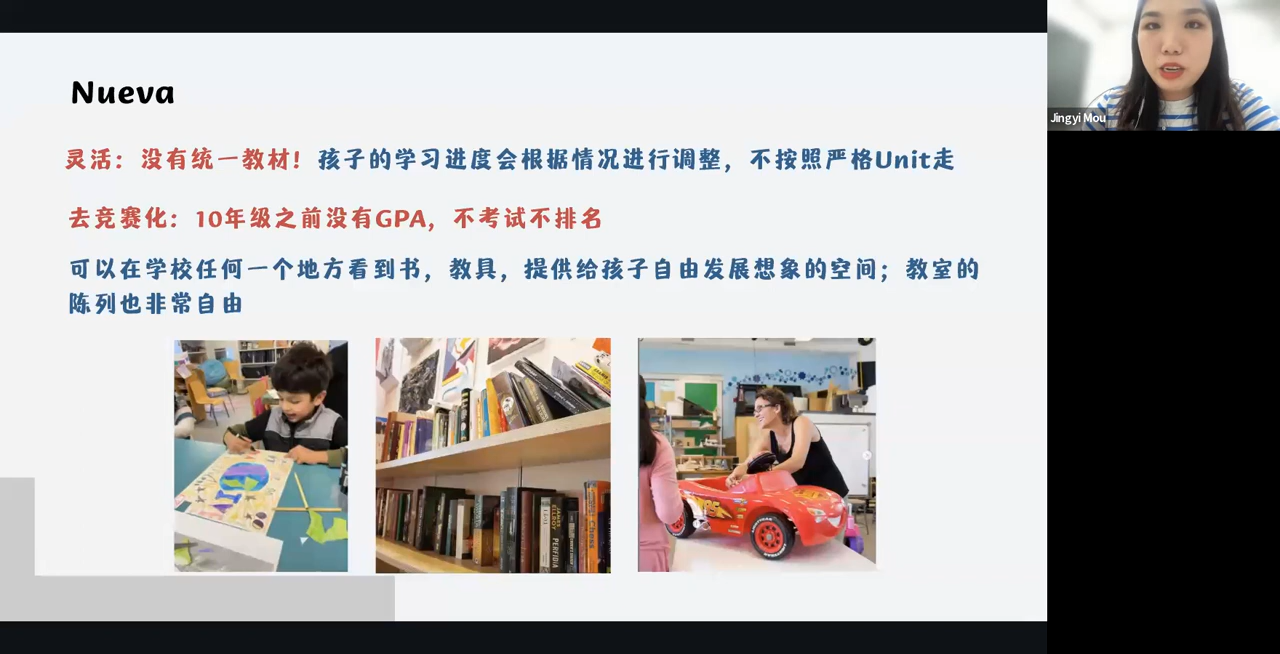 Nueva
灵活：没有统一教材！孩子的学习进度会根据情况进行调整，不按照严格Unit走
去竞赛化：10年级之前没有GPA，不考试不排名
可以在学校任何一个地方看到书，教具，提供给孩子自由发展想象的空间；教室的
陈列也非常自由
PERFIDIA
95
Jingyi Mou